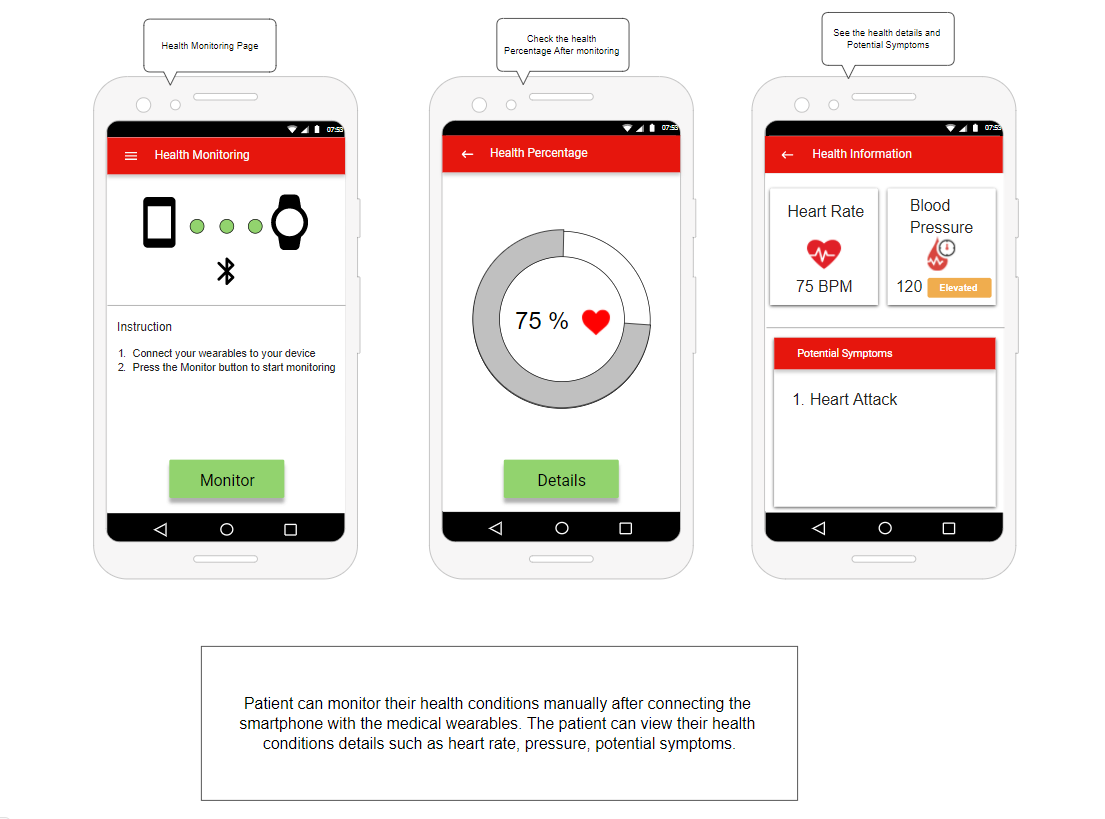 Health Monitoring Page
Check the health
Percentage After monitoring
See the health details and
Potential Symptoms
07:53
Health Monitoring
Instruction
1. Connect your wearables to your device
2. Press the Monitor button to start monitoring
Monitor
07:53
Health Percentage
75 %
Details
07:53
Health Information
Heart Rate
75 BPM
Blood
Pressure
120 Elevated
Potential Symptoms
1. Heart Attack
Patient can monitor their health conditions manually after connecting the
smartphone with the medical wearables. The patient can view their health
conditions details such as heart rate, pressure, potential symptoms.